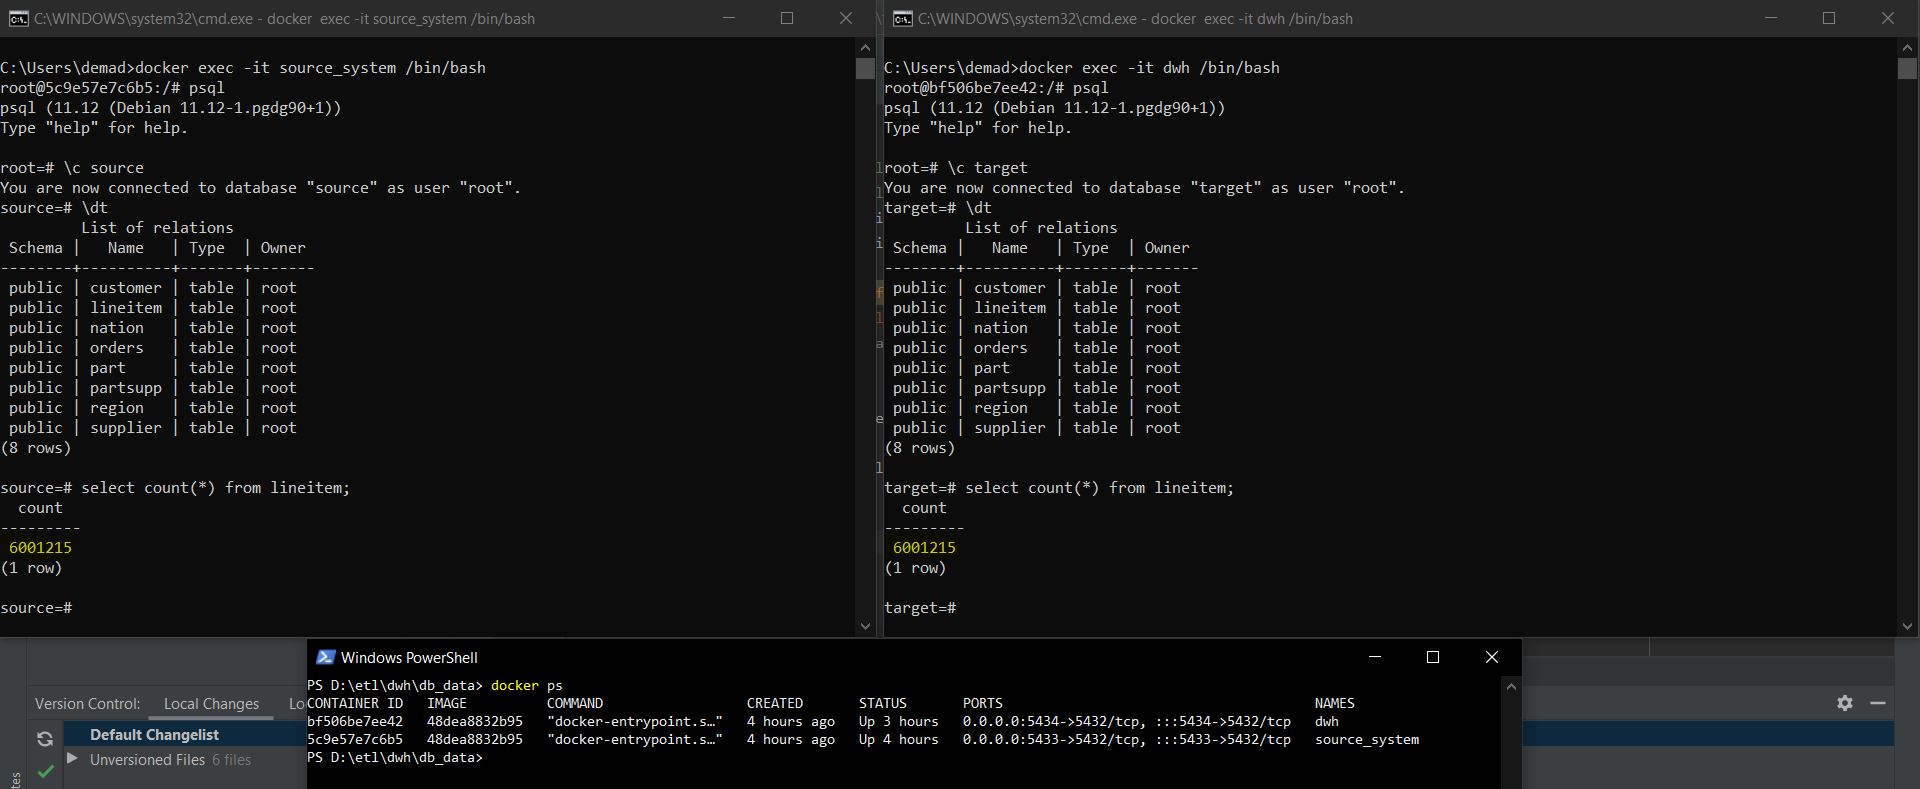 C:\WINDOWS\system32\cmd.exe - docker  exec -it source_system /bin/bash
C:\Users\demad>docker exec -it source_system /bin/bash
root@5c9e57e7c6b5:/# psql
psql (11.12 (Debian 11.12-1.pgdg90+1))
Type "help" for help.
root=# \c source
You are now connected to database "source" as user "root".
source=# \dt
List of relations
Schema |   Name   | Type  | Owner
--------+----------+-------+-------
public | customer | table | root
public | lineitem | table | root
public | nation   | table | root
public | orders   | table | root
public | part     | table | root
public | partsupp | table | root
public | region   | table | root
public | supplier | table | root
(8 rows)
source=# select count(*) from lineitem;
count
---------
6001215
(1 row)
source=#
C:\WINDOWS\system32\cmd.exe - docker  exec -it dwh /bin/bash
C:\Users\demad>docker exec -it dwh /bin/bash
root@bf506be7ee42:/# psql
psql (11.12 (Debian 11.12-1.pgdg90+1))
Type "help" for help.
root=# \c target
You are now connected to database "target" as user "root".
target=# \dt
List of relations
Schema |   Name   | Type  | Owner
--------+----------+-------+-------
public | customer | table | root
public | lineitem | table | root
public | nation   | table | root
public | orders   | table | root
public | part     | table | root
public | partsupp | table | root
public | region   | table | root
public | supplier | table | root
(8 rows)
target=# select count(*) from lineitem;
count
---------
6001215
(1 row)
target=#
Windows PowerShell
PS D:\etl\dwh\db_data> docker ps
CONTAINER ID   IMAGE          COMMAND                  CREATED       STATUS       PORTS                                       NAMES
bf506be7ee42   48dea8832b95   "docker-entrypoint.s…"   4 hours ago   Up 3 hours   0.0.0.0:5434->5432/tcp, :::5434->5432/tcp   dwh
5c9e57e7c6b5   48dea8832b95   "docker-entrypoint.s…"   4 hours ago   Up 4 hours   0.0.0.0:5433->5432/tcp, :::5433->5432/tcp   source_system
PS D:\etl\dwh\db_data>
Version Control: Local Changes
Default Changelist
Unversioned Files 6 files